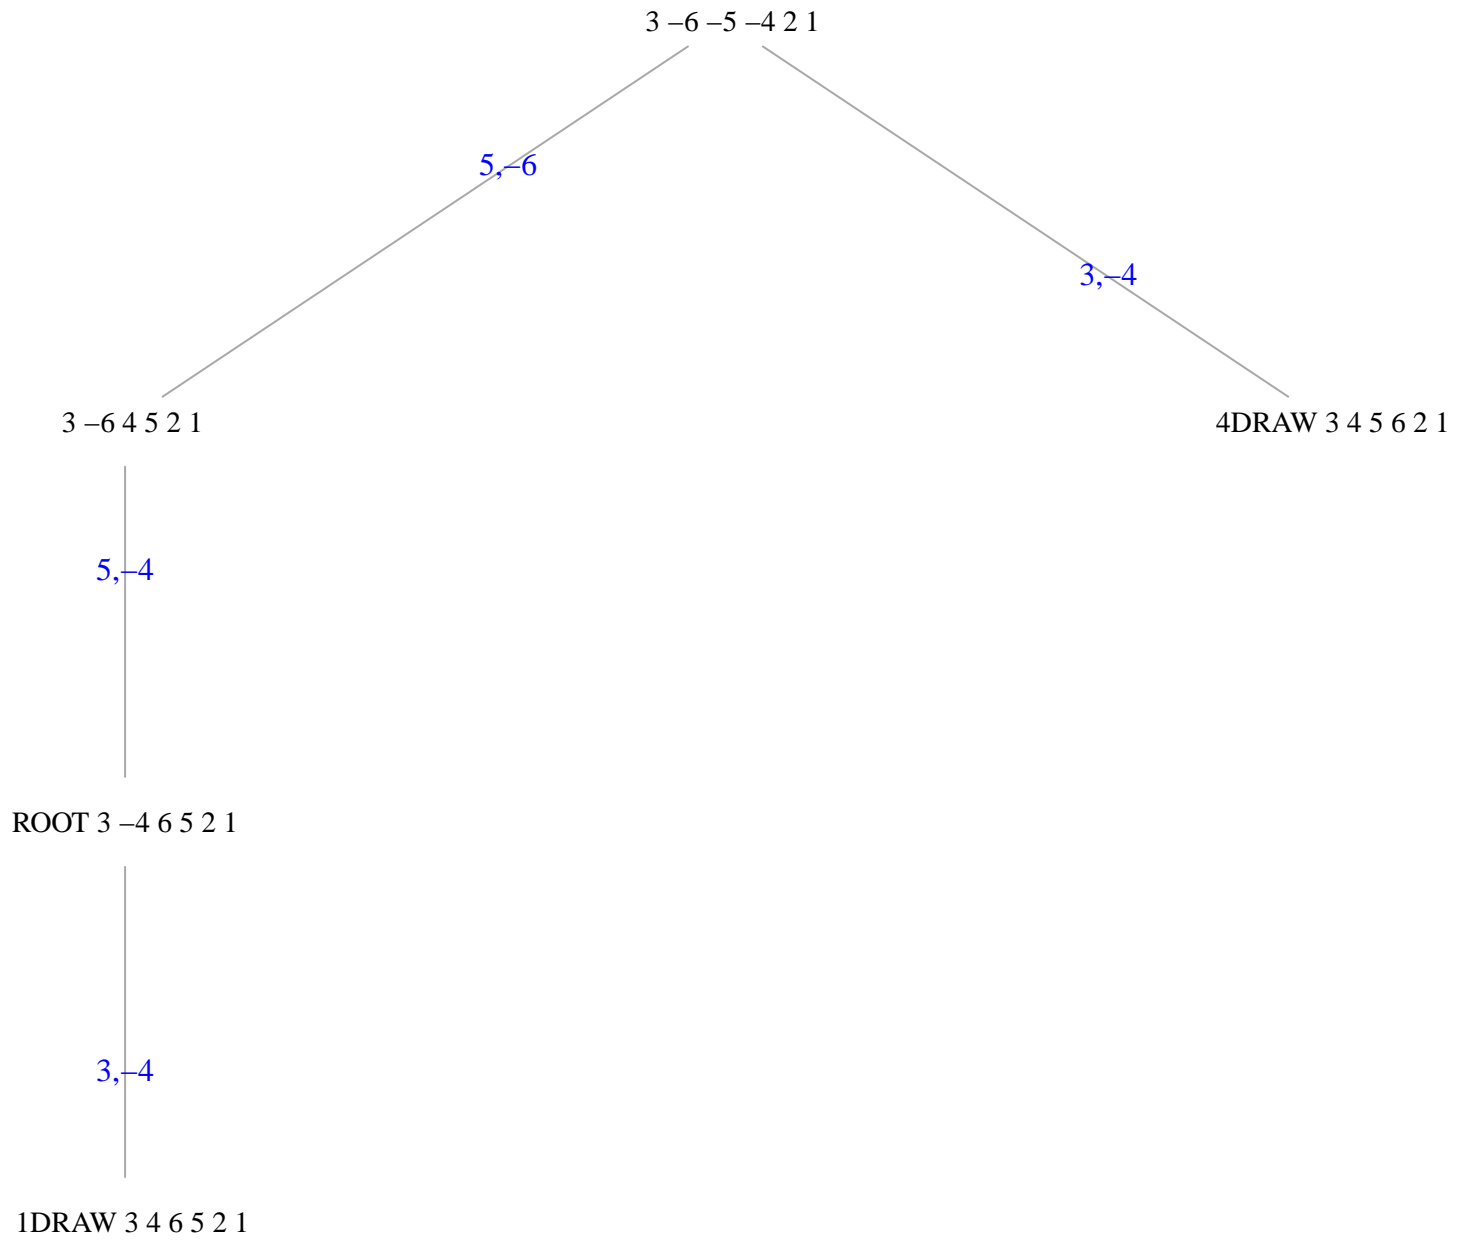 3 –6 –5 –4 2 1
5,–6
3,–4
3 –6 4 5 2 1
4DRAW 3 4 5 6 2 1
5,–4
ROOT 3 –4 6 5 2 1
3,–4
1DRAW 3 4 6 5 2 1